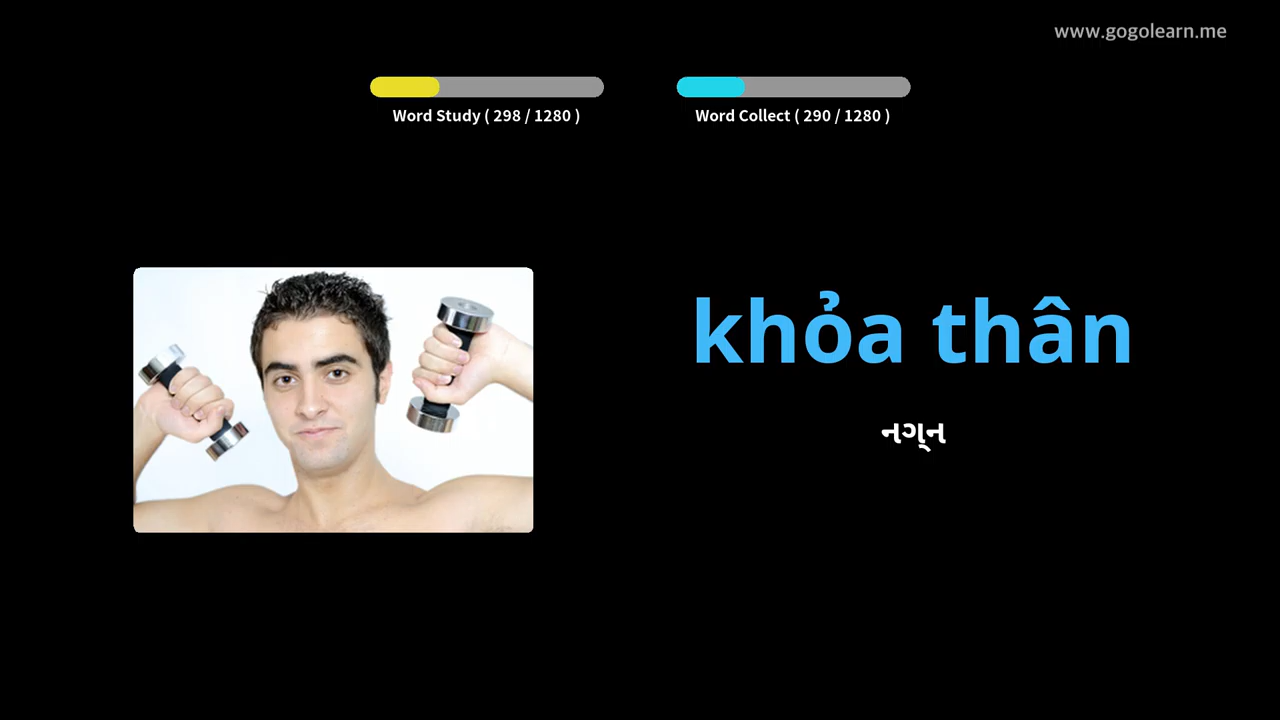 www.gogolearn.me
Word Study ( 298 / 1280 )
Word Collect ( 290 / 1280 )
khỏa thân
નગ્ન